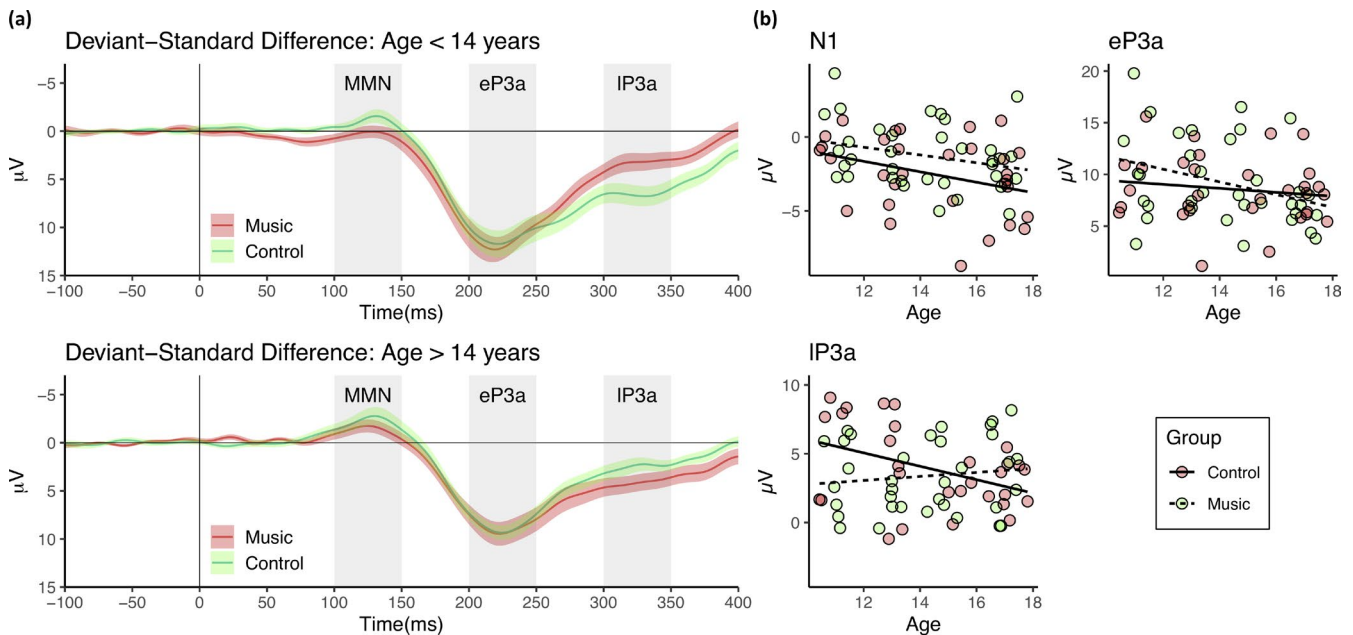 (a)
Deviant–Standard Difference: Age < 14 years
MMN
eP3a
lP3a
−5
0
5
10
15
µV
Music
Control
−100 −50 0 50 100 150 200 250 300 350 400
Time(ms)
Deviant–Standard Difference: Age > 14 years
MMN
eP3a
lP3a
−5
0
5
10
15
µV
Music
Control
−100 −50 0 50 100 150 200 250 300 350 400
Time(ms)
(b)
N1
0
−5
µV
12 14 16 18
Age
eP3a
20
15
10
5
µV
12 14 16 18
Age
lP3a
10
5
0
µV
12 14 16 18
Age
Group
Control
Music